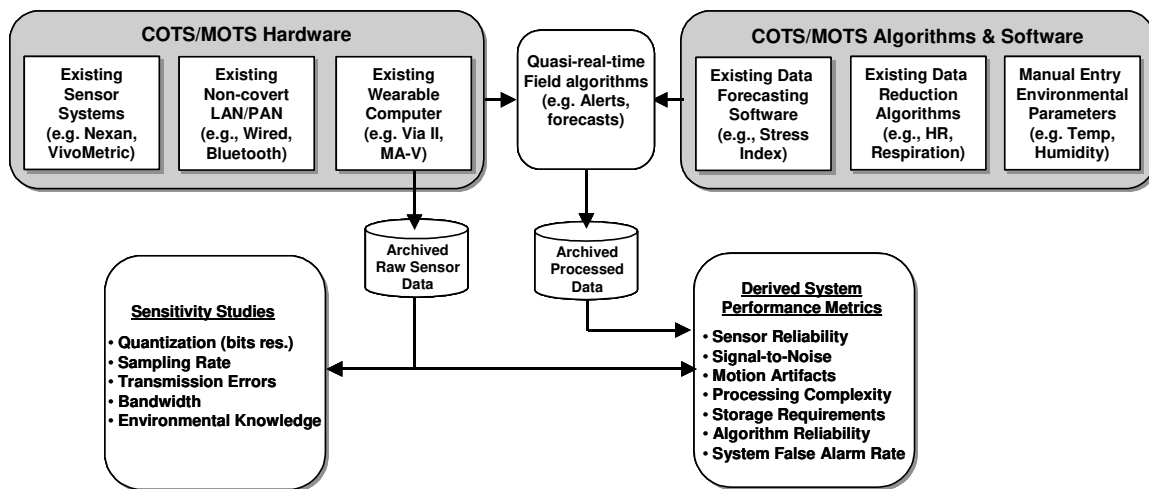 COTS/MOTS Hardware
Existing
Sensor
Systems
(e.g. Nexan,
VivoMetric)
Existing
Non-covert
LAN/PAN
(e.g., Wired,
Bluetooth)
Existing
Wearable
Computer
(e.g. Via II,
MA-V)
Quasi-real-time
Field algorithms
(e.g. Alerts,
forecasts)
COTS/MOTS Algorithms & Software
Existing Data
Forecasting
Software
(e.g., Stress
Index)
Existing Data
Reduction
Algorithms
(e.g., HR,
Respiration)
Manual Entry
Environmental
Parameters
(e.g. Temp,
Humidity)
Archived
Raw Sensor
Data
Archived
Processed
Data
Sensitivity Studies
• Quantization (bits res.)
• Sampling Rate
• Transmission Errors
• Bandwidth
• Environmental Knowledge
Derived System
Performance Metrics
• Sensor Reliability
• Signal-to-Noise
• Motion Artifacts
• Processing Complexity
• Storage Requirements
• Algorithm Reliability
• System False Alarm Rate